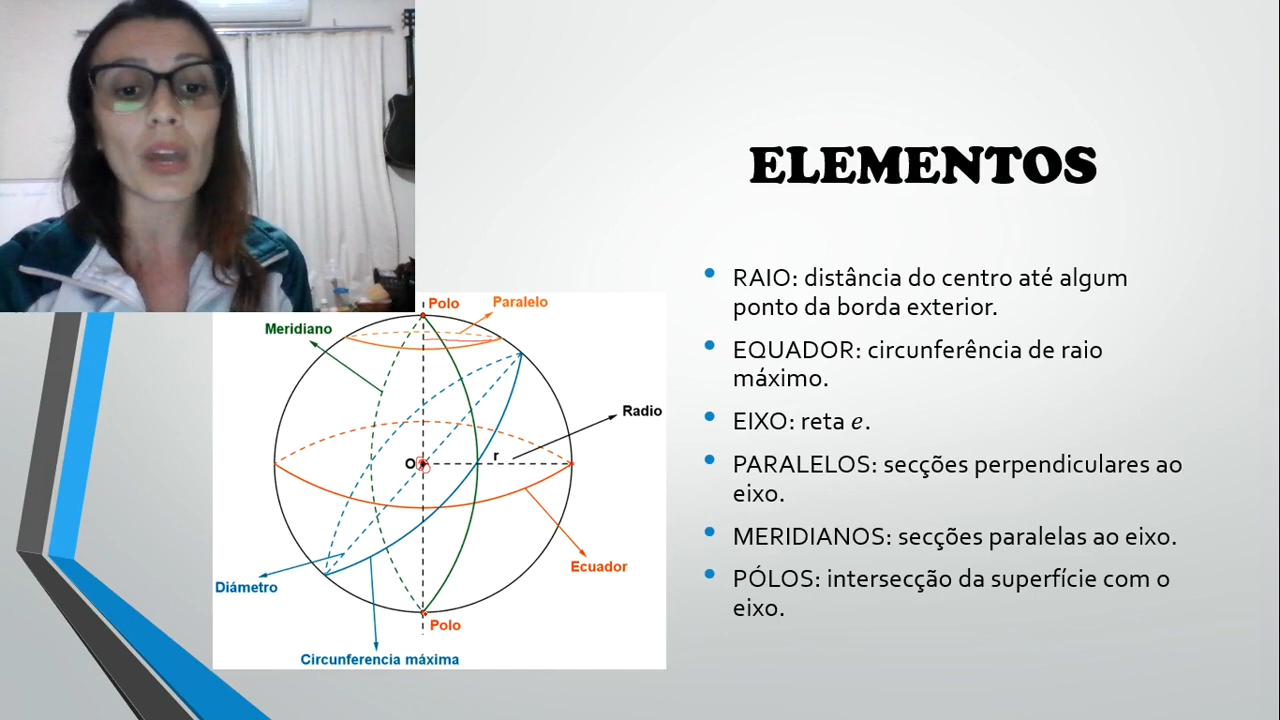 ELEMENTOS
RAIO: distância do centro até algum
ponto da borda exterior.
EQUADOR: circunferência de raio
máximo.
EIXO: reta e.
PARALELOS: secções perpendiculares ao
eixo.
MERIDIANOS: secções paralelas ao eixo.
PÓLOS: intersecção da superfície com o
eixo.
Polo
Paralelo
Meridiano
Radio
O
r
Ecuador
Diámetro
Polo
Circunferencia máxima